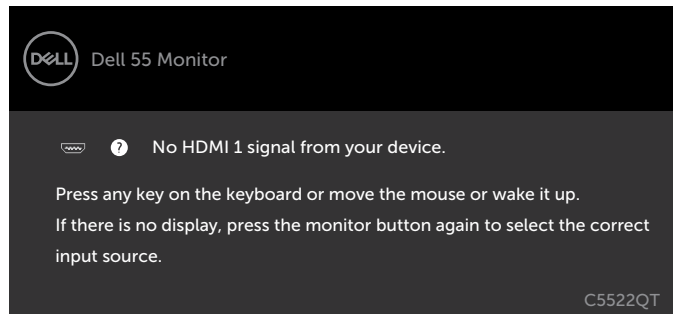 DELL Dell 55 Monitor
? No HDMI 1 signal from your device.
Press any key on the keyboard or move the mouse or wake it up.
If there is no display, press the monitor button again to select the correct
input source.
C5522QT